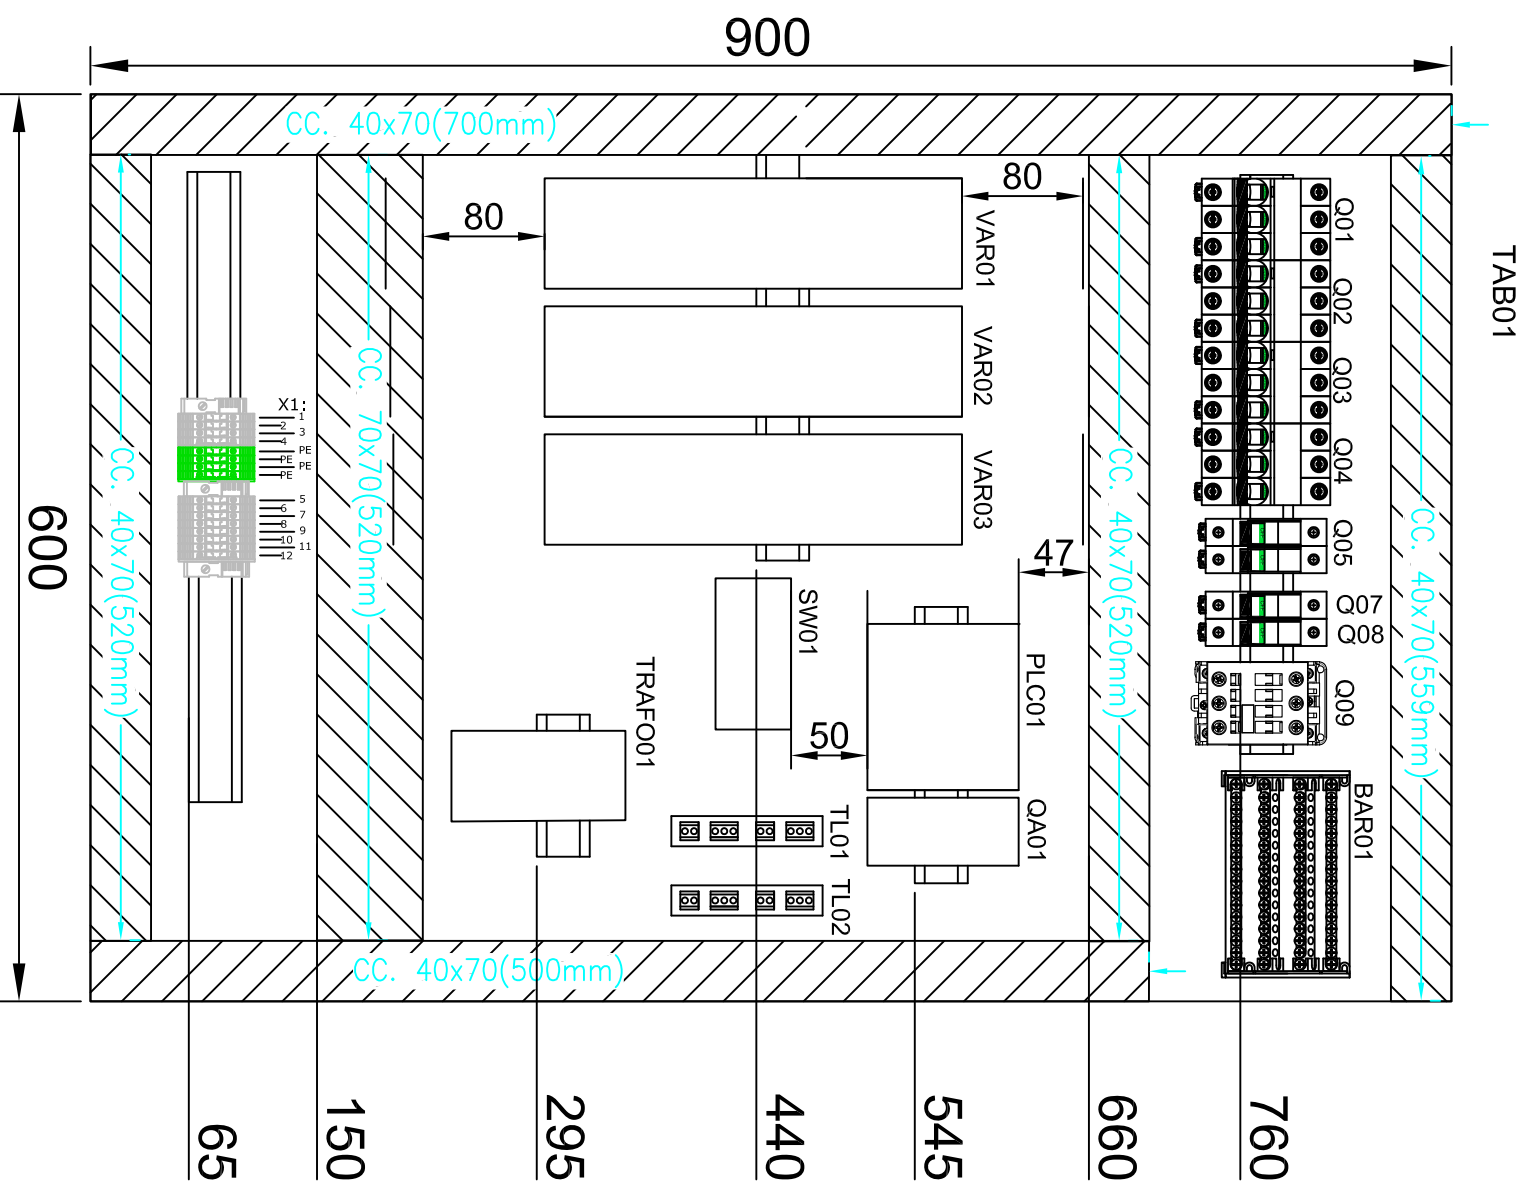 900
TAB01
CC. 40x70(700mm)
80
80
VAR01
VAR02
VAR03
47
SW01
PLC01
50
TRAFO01
TL01
QA01
TL02
Q01
Q02
Q03
Q04
Q05
Q07
Q08
Q09
BAR01
CC. 40x70(559mm)
CC. 40x70(520mm)
CC. 70x70(520mm)
CC. 40x70(520mm)
CC. 40x70(500mm)
X1:
1
2
3
4
PE
PE
PE
PE
5
6
7
8
9
10
11
12
600
65
150
295
440
545
660
760